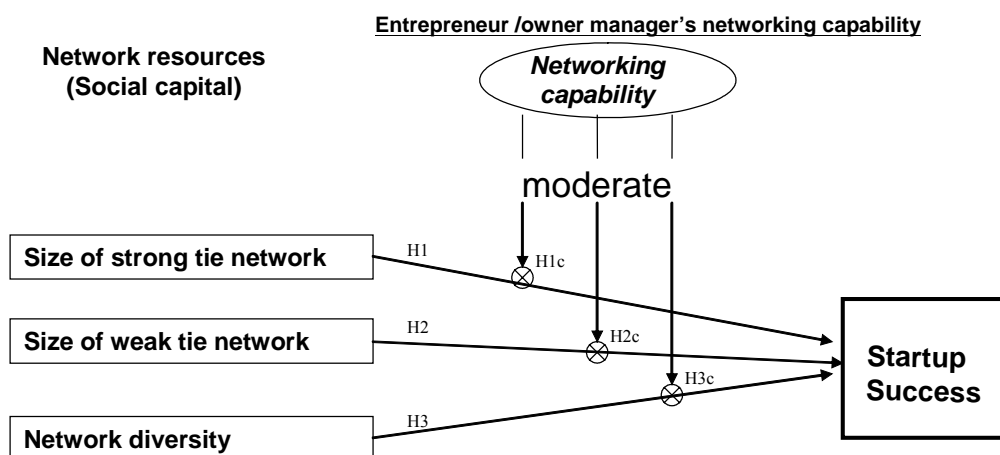 Entrepreneur /owner manager's networking capability
Network resources
(Social capital)
Networking
capability
moderate
Size of strong tie network
H1
H1c
Size of weak tie network
H2
H2c
H3c
Startup
Success
Network diversity
H3